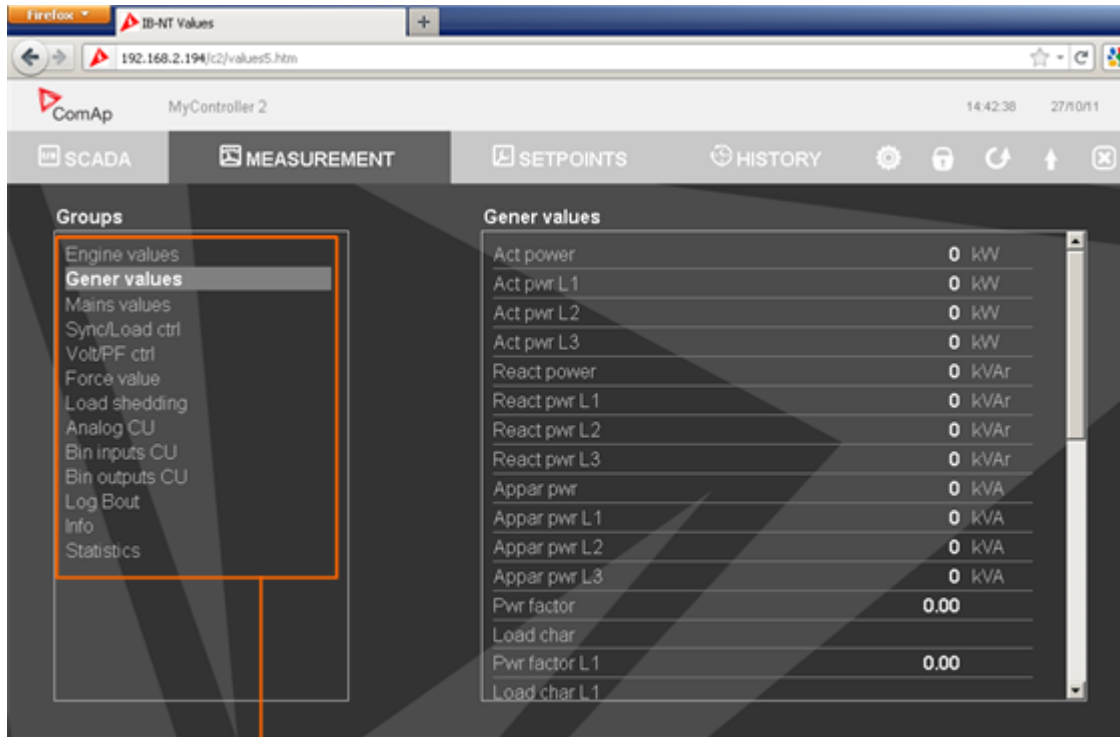 Firefox
IB-NT Values
192.168.2.194/c2/values5.htm
ComAp
MyController 2
14:42:38
27/10/11
SCADA
MEASUREMENT
SETPOINTS
HISTORY
Groups
Engine values
Gener values
Mains values
Sync/Load ctrl
Volt/PF ctrl
Force value
Load shedding
Analog CU
Bin inputs CU
Bin outputs CU
Log Bout
Info
Statistics
Gener values
Act power 0 kW
Act pwr L1 0 kW
Act pwr L2 0 kW
Act pwr L3 0 kW
React power 0 kVAr
React pwr L1 0 kVAr
React pwr L2 0 kVAr
React pwr L3 0 kVAr
Appar pwr 0 kVA
Appar pwr L1 0 kVA
Appar pwr L2 0 kVA
Appar pwr L3 0 kVA
Pwr factor 0.00
Load char
Pwr factor L1 0.00
Load char L1